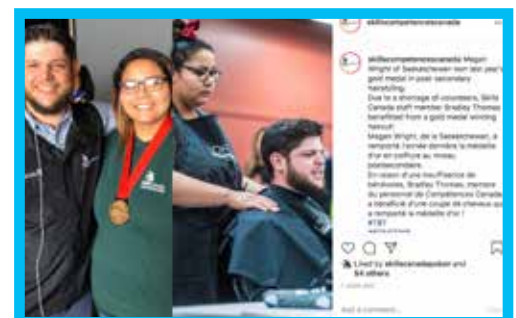 skillscompetencescanada
skillscompetencescanada Megan
Wright of Saskatchewan won last year's
gold medal in post-secondary
hairstyling.
Due to a shortage of volunteers, Skills
Canada staff member Bradley Thomas
benefitted from a gold medal winning
haircut!
Megan Wright, de la Saskatchewan, a
remporté l'année dernière la médaille
d'or en coiffure au niveau
postsecondaire.
En raison d'une insuffisance de
bénévoles, Bradley Thomas, membre
du personnel de Compétences Canada,
a bénéficié d'une coupe de cheveux qui
a remporté la médaille d'or !
#TBT
Liked by skillscanadayukon and
54 others
Add a comment...